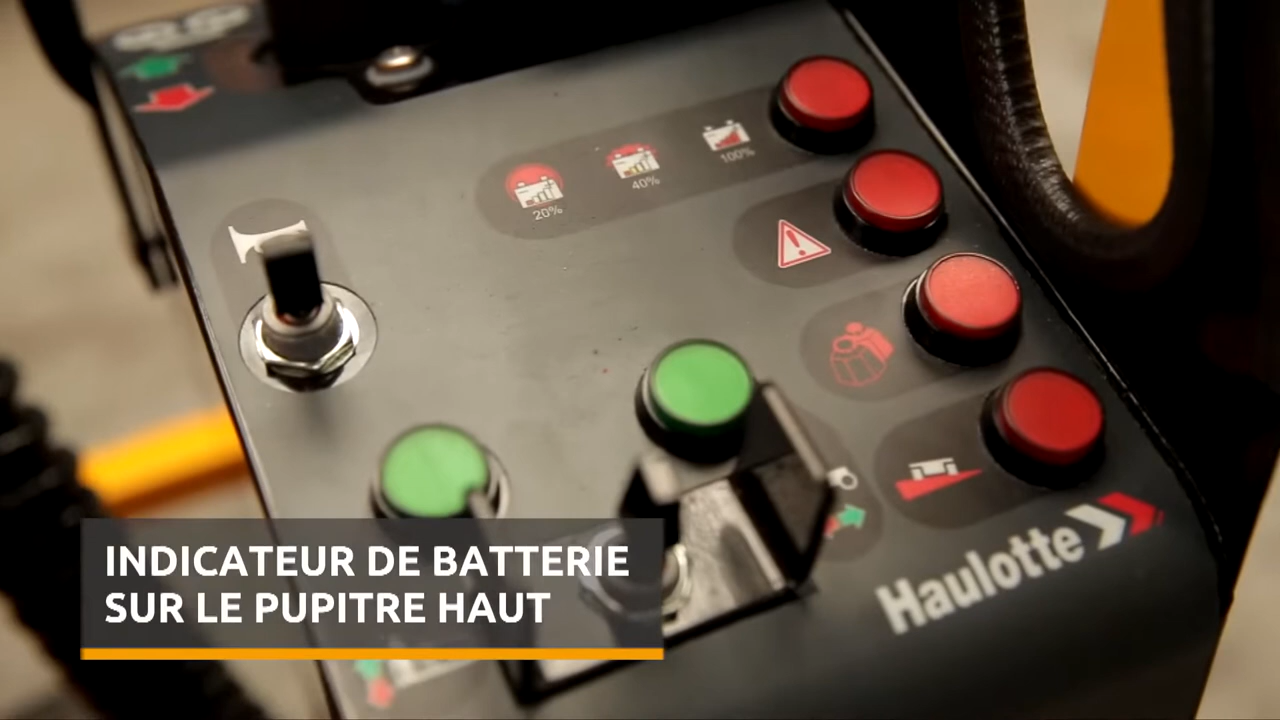 20%
40%
100%
Haulotte
INDICATEUR DE BATTERIE
SUR LE PUPITRE HAUT